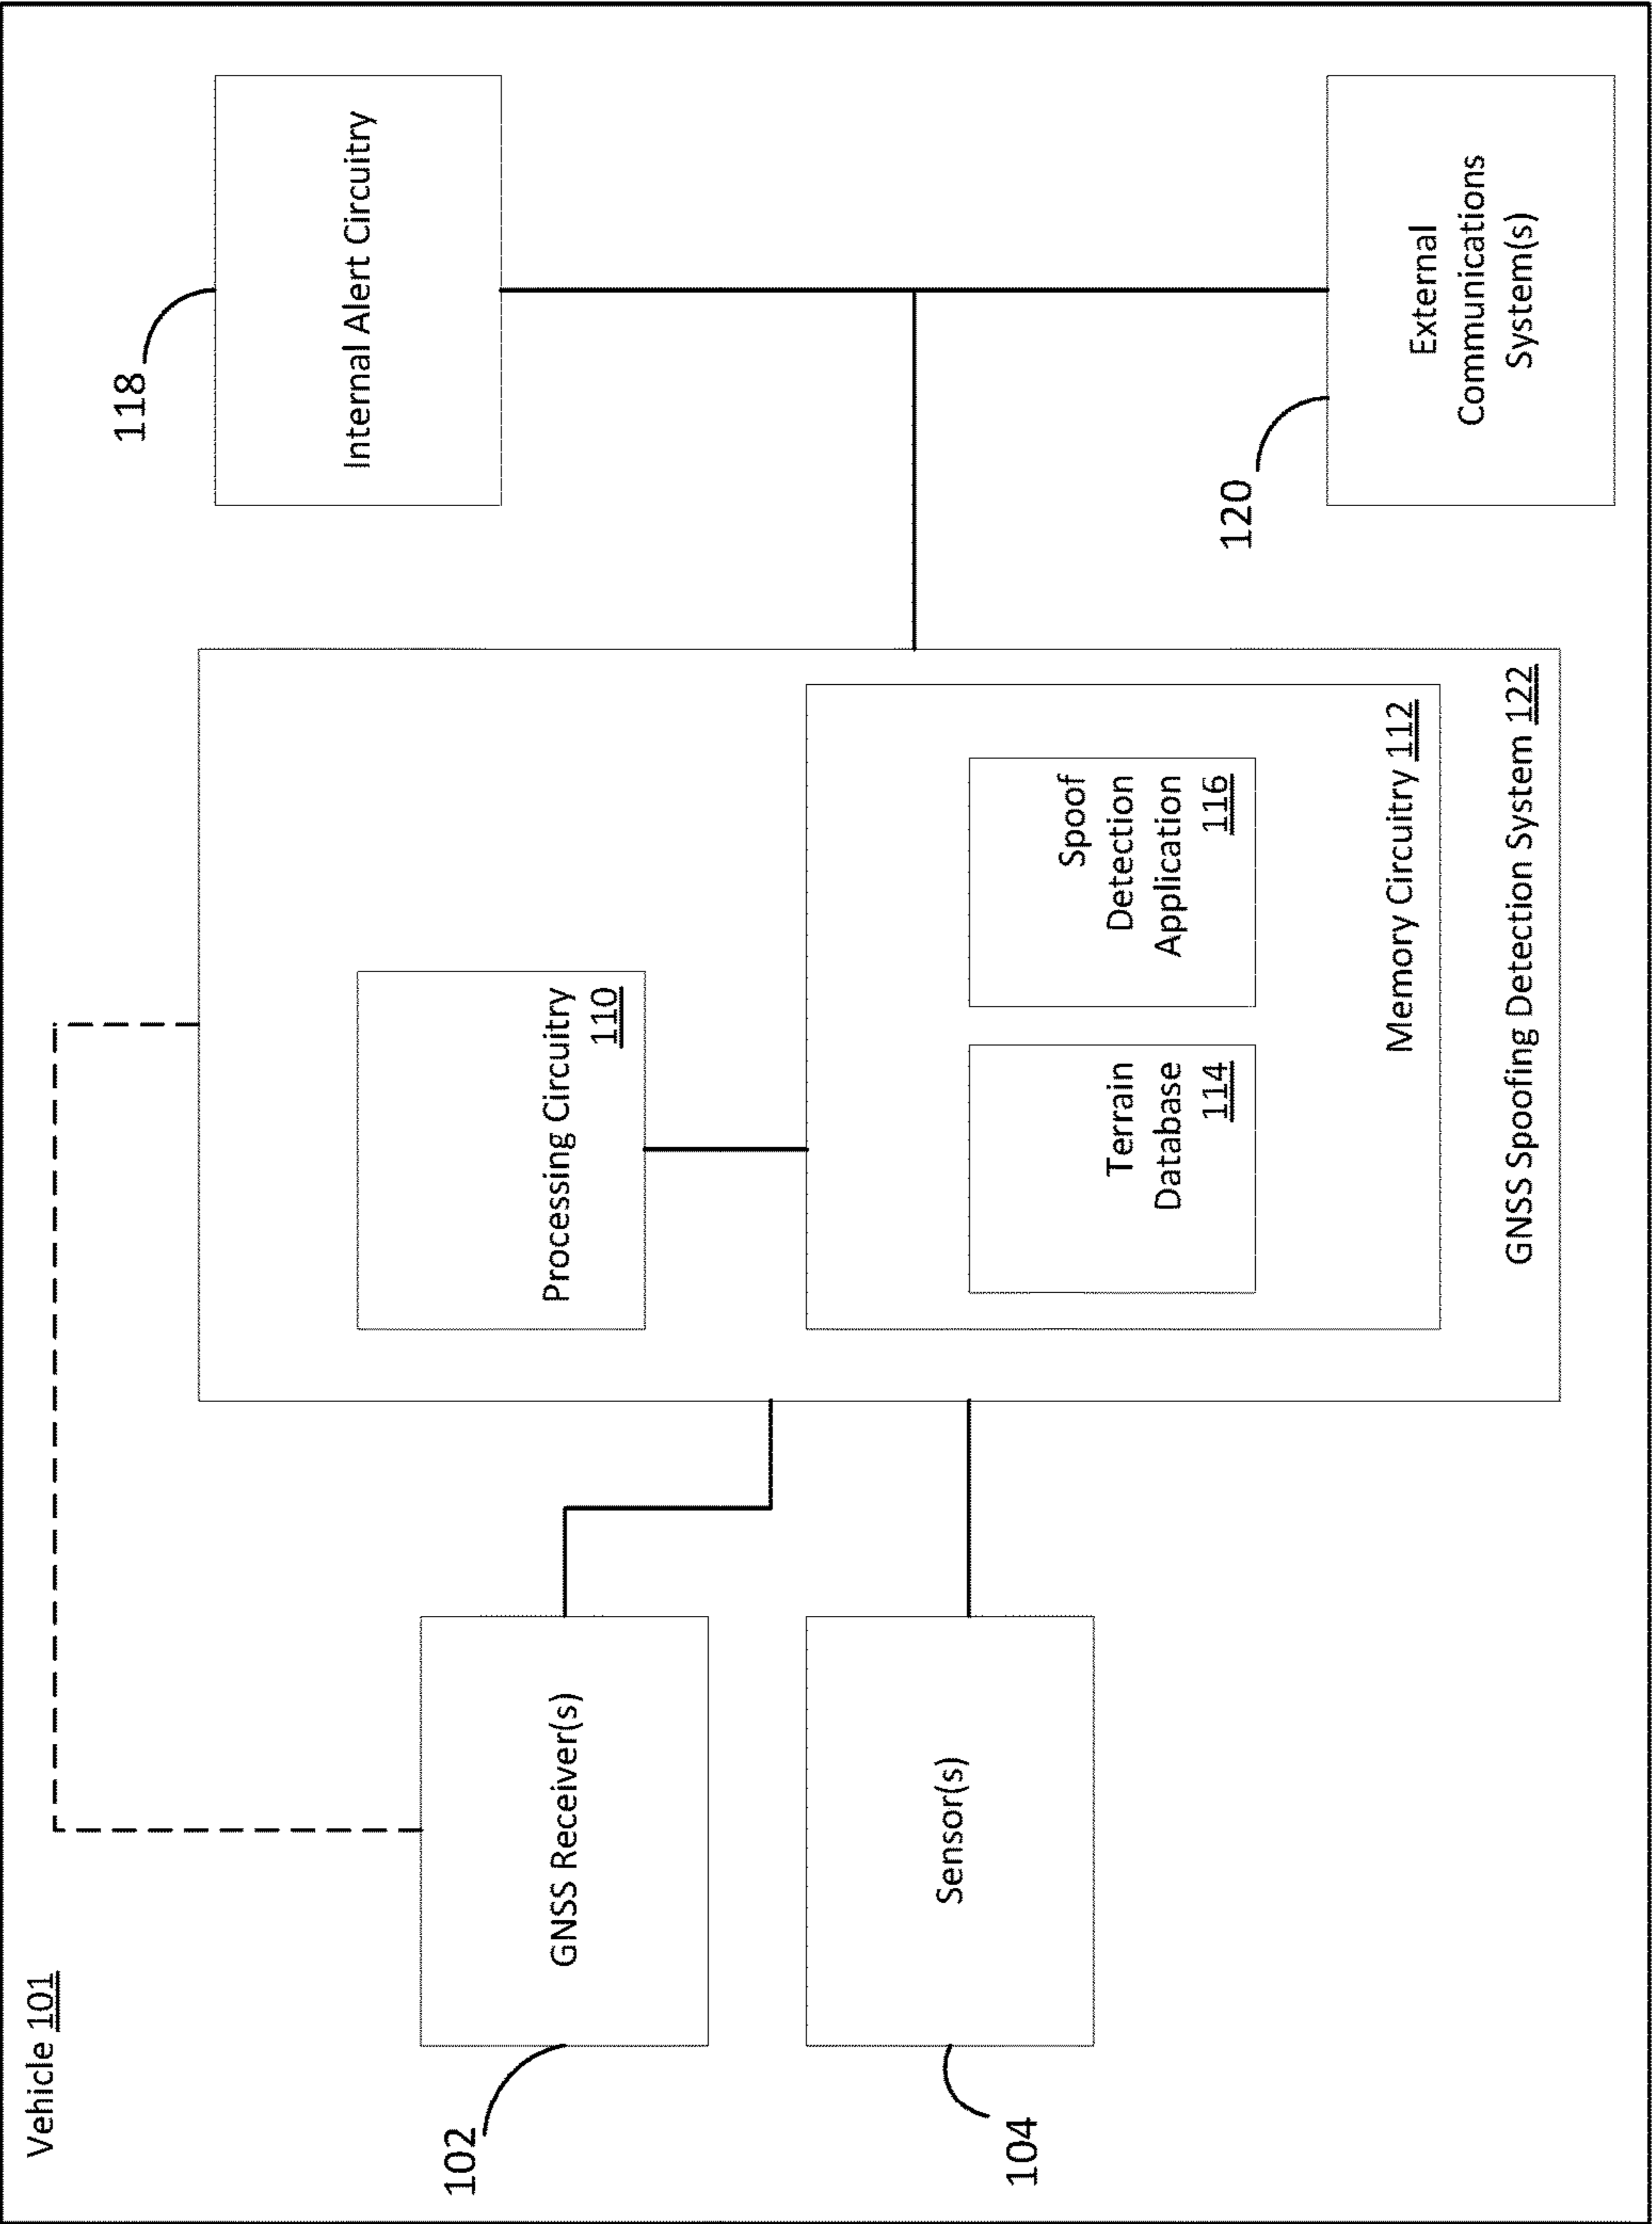 Vehicle 101
102
GNSS Receiver(s)
104
Sensor(s)
Processing Circuitry
110
Terrain
Database
114
Spoof
Detection
Application
116
Memory Circuitry 112
GNSS Spoofing Detection System 122
118
Internal Alert Circuitry
120
External
Communications
System(s)